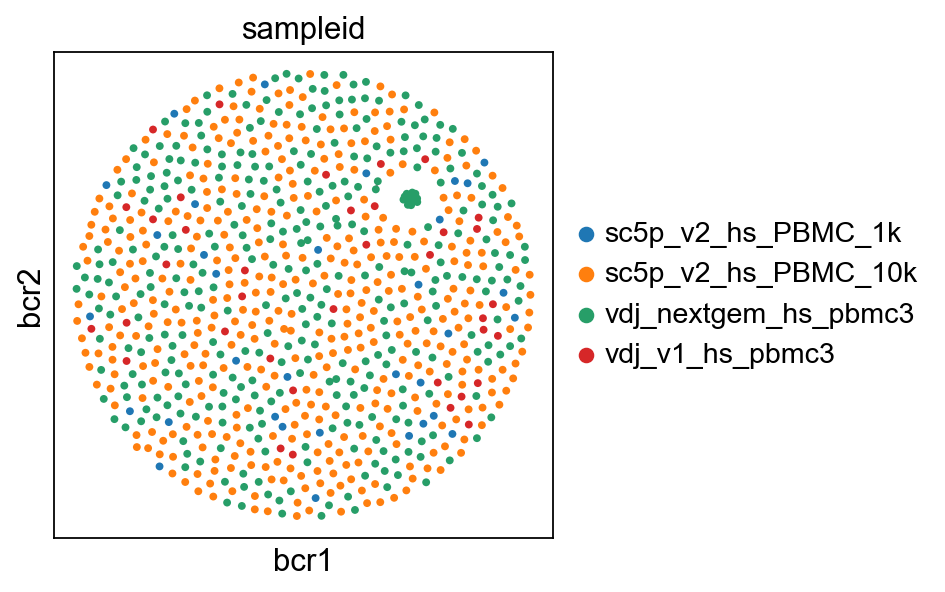 sampleid
bcr2
bcr1
sc5p_v2_hs_PBMC_1k
sc5p_v2_hs_PBMC_10k
vdj_nextgem_hs_pbmc3
vdj_v1_hs_pbmc3